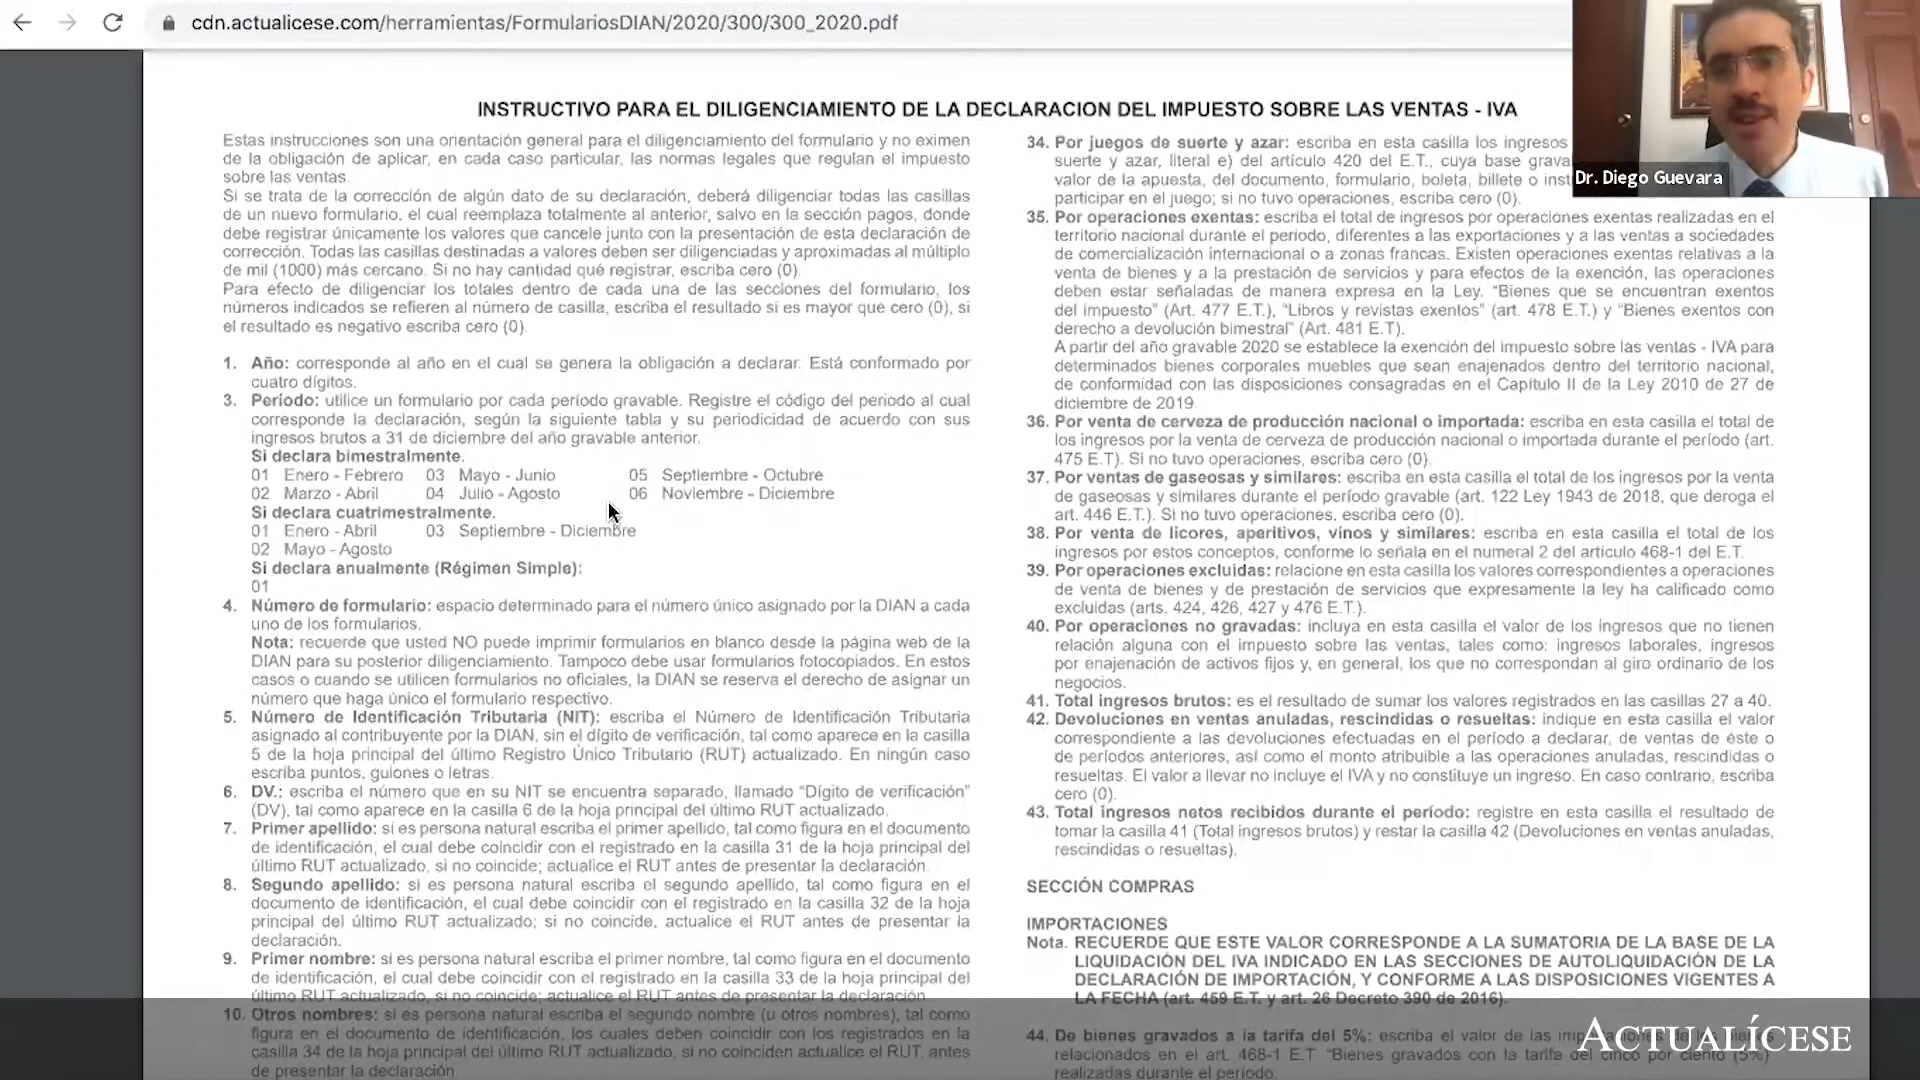 cdn.actualicese.com/herramientas/FormulariosDIAN/2020/300/300_2020.pdf
INSTRUCTIVO PARA EL DILIGENCIAMIENTO DE LA DECLARACION DEL IMPUESTO SOBRE LAS VENTAS - IVA
Estas instrucciones son una orientación general para el diligenciamiento del formulario y no eximen
de la obligación de aplicar, en cada caso particular, las normas legales que regulan el impuesto
sobre las ventas.
Si se trata de la corrección de algún dato de su declaración, deberá diligenciar todas las casillas
de un nuevo formulario, el cual reemplaza totalmente al anterior, salvo en la sección pagos, donde
debe registrar únicamente los valores que cancele junto con la presentación de esta declaración de
corrección. Todas las casillas destinadas a valores deben ser diligenciadas y aproximadas al múltiplo
de mil (1000) más cercano. Si no hay cantidad qué registrar, escriba cero (0).
Para efecto de diligenciar los totales dentro de cada una de las secciones del formulario, los
números indicados se refieren al número de casilla, escriba el resultado si es mayor que cero (0), si
el resultado es negativo escriba cero (0).
1. Año: corresponde al año en el cual se genera la obligación a declarar. Está conformado por
cuatro dígitos.
3. Período: utilice un formulario por cada período gravable. Registre el código del periodo al cual
corresponde la declaración, según la siguiente tabla y su periodicidad de acuerdo con sus
ingresos brutos a 31 de diciembre del año gravable anterior.
Si declara bimestralmente.
01 Enero - Febrero 03 Mayo - Junio 05 Septiembre - Octubre
02 Marzo - Abril 04 Julio - Agosto 06 Noviembre - Diciembre
Si declara cuatrimestralmente.
01 Enero - Abril 03 Septiembre - Diciembre
02 Mayo - Agosto
Si declara anualmente (Régimen Simple):
01
4. Número de formulario: espacio determinado para el número único asignado por la DIAN a cada
uno de los formularios.
Nota: recuerde que usted NO puede imprimir formularios en blanco desde la página web de la
DIAN para su posterior diligenciamiento. Tampoco debe usar formularios fotocopiados. En estos
casos o cuando se utilicen formularios no oficiales, la DIAN se reserva el derecho de asignar un
número que haga único el formulario respectivo.
5. Número de Identificación Tributaria (NIT): escriba el Número de Identificación Tributaria
asignado al contribuyente por la DIAN, sin el dígito de verificación, tal como aparece en la casilla
5 de la hoja principal del último Registro Único Tributario (RUT) actualizado. En ningún caso
escriba puntos, guiones o letras.
6. DV.: escriba el número que en su NIT se encuentra separado, llamado “Dígito de verificación”
(DV), tal como aparece en la casilla 6 de la hoja principal del último RUT actualizado.
7. Primer apellido: si es persona natural escriba el primer apellido, tal como figura en el documento
de identificación, el cual debe coincidir con el registrado en la casilla 31 de la hoja principal del
último RUT actualizado, si no coincide; actualice el RUT antes de presentar la declaración.
8. Segundo apellido: si es persona natural escriba el segundo apellido, tal como figura en el
documento de identificación, el cual debe coincidir con el registrado en la casilla 32 de la hoja
principal del último RUT actualizado; si no coincide, actualice el RUT antes de presentar la
declaración.
9. Primer nombre: si es persona natural escriba el primer nombre, tal como figura en el documento
de identificación, el cual debe coincidir con el registrado en la casilla 33 de la hoja principal del
último RUT actualizado, si no coincide; actualice el RUT antes de presentar la declaración
10. Otros nombres: si es persona natural escriba el segundo nombre (u otros nombres), tal como
figura en el documento de identificación, los cuales deben coincidir con los registrados en la
casilla 34 de la hoja principal del último RUT actualizado, si no coinciden actualice el RUT, antes
de presentar la declaración
34. Por juegos de suerte y azar: escriba en esta casilla los ingresos
suerte y azar, literal e) del artículo 420 del E.T., cuya base grava
valor de la apuesta, del documento, formulario, boleta, billete o inst
participar en el juego; si no tuvo operaciones, escriba cero (0).
35. Por operaciones exentas: escriba el total de ingresos por operaciones exentas realizadas en el
territorio nacional durante el período, diferentes a las exportaciones y a las ventas a sociedades
de comercialización internacional o a zonas francas. Existen operaciones exentas relativas a la
venta de bienes y a la prestación de servicios y para efectos de la exención, las operaciones
deben estar señaladas de manera expresa en la Ley. “Bienes que se encuentran exentos
del impuesto” (Art. 477 E.T.), “Libros y revistas exentos” (art. 478 E.T.) y “Bienes exentos con
derecho a devolución bimestral” (Art. 481 E.T).
A partir del año gravable 2020 se establece la exención del impuesto sobre las ventas - IVA para
determinados bienes corporales muebles que sean enajenados dentro del territorio nacional,
de conformidad con las disposiciones consagradas en el Capítulo II de la Ley 2010 de 27 de
diciembre de 2019.
36. Por venta de cerveza de producción nacional o importada: escriba en esta casilla el total de
los ingresos por la venta de cerveza de producción nacional o importada durante el período (art.
475 E.T). Si no tuvo operaciones, escriba cero (0).
37. Por ventas de gaseosas y similares: escriba en esta casilla el total de los ingresos por la venta
de gaseosas y similares durante el período gravable (art. 122 Ley 1943 de 2018, que deroga el
art. 446 E.T.). Si no tuvo operaciones, escriba cero (0).
38. Por venta de licores, aperitivos, vinos y similares: escriba en esta casilla el total de los
ingresos por estos conceptos, conforme lo señala en el numeral 2 del artículo 468-1 del E.T.
39. Por operaciones excluidas: relacione en esta casilla los valores correspondientes a operaciones
de venta de bienes y de prestación de servicios que expresamente la ley ha calificado como
excluidas (arts. 424, 426, 427 y 476 E.T.).
40. Por operaciones no gravadas: incluya en esta casilla el valor de los ingresos que no tienen
relación alguna con el impuesto sobre las ventas, tales como: ingresos laborales, ingresos
por enajenación de activos fijos y, en general, los que no correspondan al giro ordinario de los
negocios.
41. Total ingresos brutos: es el resultado de sumar los valores registrados en las casillas 27 a 40.
42. Devoluciones en ventas anuladas, rescindidas o resueltas: indique en esta casilla el valor
correspondiente a las devoluciones efectuadas en el período a declarar, de ventas de éste o
de períodos anteriores, así como el monto atribuible a las operaciones anuladas, rescindidas o
resueltas. El valor a llevar no incluye el IVA y no constituye un ingreso. En caso contrario, escriba
cero (0).
43. Total ingresos netos recibidos durante el período: registre en esta casilla el resultado de
tomar la casilla 41 (Total ingresos brutos) y restar la casilla 42 (Devoluciones en ventas anuladas,
rescindidas o resueltas).
SECCIÓN COMPRAS
IMPORTACIONES
Nota. RECUERDE QUE ESTE VALOR CORRESPONDE A LA SUMATORIA DE LA BASE DE LA
LIQUIDACIÓN DEL IVA INDICADO EN LAS SECCIONES DE AUTOLIQUIDACIÓN DE LA
DECLARACIÓN DE IMPORTACIÓN, Y CONFORME A LAS DISPOSICIONES VIGENTES A
LA FECHA (art. 459 E.T. y art. 26 Decreto 390 de 2016).
44. De bienes gravados a la tarifa del 5%: escriba el valor de las
relacionados en el art. 468-1 E.T “Bienes gravados con la tarifa del cinco por ciento (5%)
realizadas durante el período.
Dr. Diego Guevara
ACTUALÍCESE